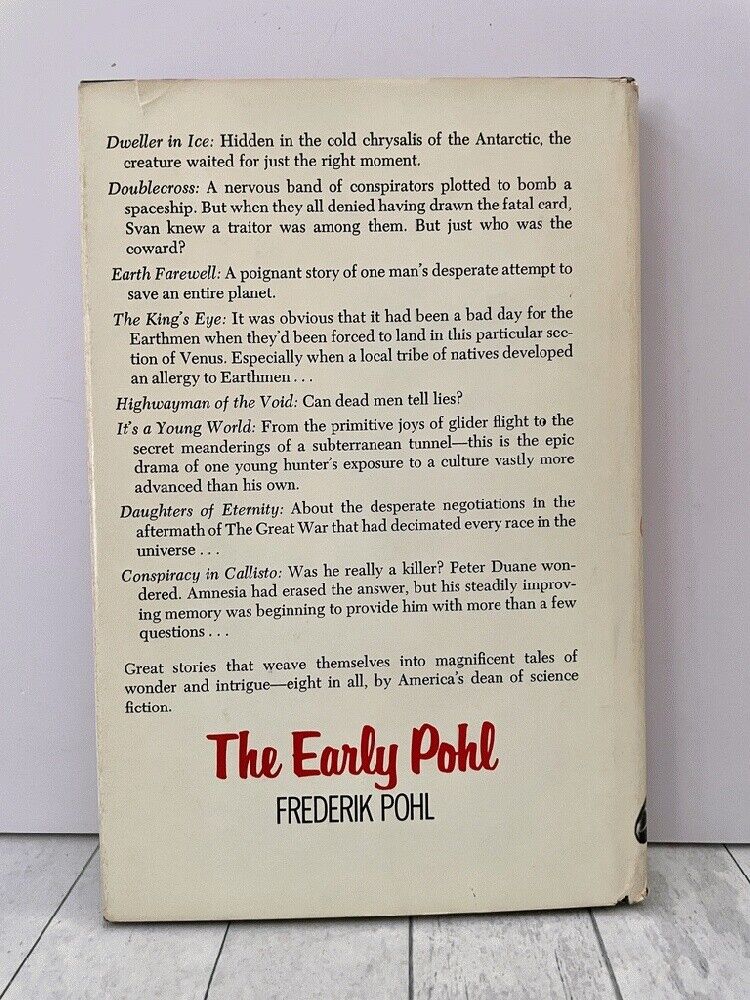 Dweller in Ice: Hidden in the cold chrysalis of the Antarctic, the
creature waited for just the right moment.
Doublecross: A nervous band of conspirators plotted to bomb a
spaceship. But when they all denied having drawn the fatal card,
Svan knew a traitor was among them. But just who was the
coward?
Earth Farewell: A poignant story of one man's desperate attempt to
save an entire planet.
The King's Eye: It was obvious that it had been a bad day for the
Earthmen when they'd been forced to land in this particular sec-
tion of Venus. Especially when a local tribe of natives developed
an allergy to Earthmen...
Highwayman of the Void: Can dead men tell lies?
It's a Young World: From the primitive joys of glider flight to the
secret meanderings of a subterranean tunnel—this is the epic
drama of one young hunter's exposure to a culture vastly more
advanced than his own.
Daughters of Eternity: About the desperate negotiations in the
aftermath of The Great War that had decimated every race in the
universe...
Conspiracy in Callisto: Was he really a killer? Peter Duane won-
dered. Amnesia had erased the answer, but his steadily improv-
ing memory was beginning to provide him with more than a few
questions...
Great stories that weave themselves into magnificent tales of
wonder and intrigue—eight in all, by America's dean of science
fiction.
The Early Pohl
FREDERIK POHL